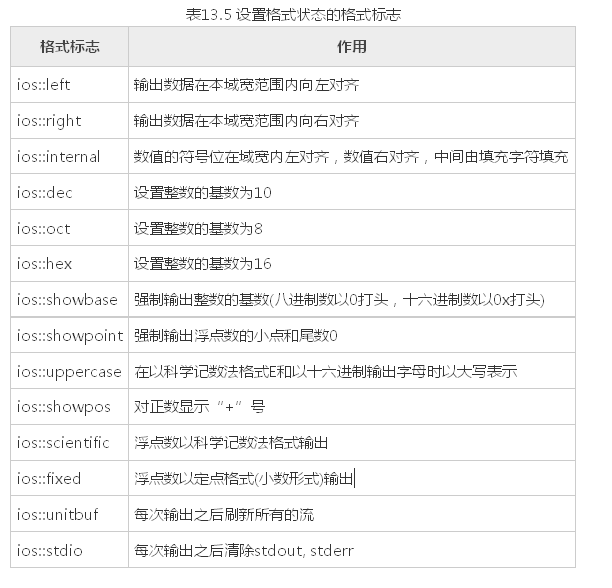 表13.5 设置格式状态的格式标志
格式标志 作用
ios::left 输出数据在本域宽范围内向左对齐
ios::right 输出数据在本域宽范围内向右对齐
ios::internal 数值的符号位在域宽内左对齐，数值右对齐，中间由填充字符填充
ios::dec 设置整数的基数为10
ios::oct 设置整数的基数为8
ios::hex 设置整数的基数为16
ios::showbase 强制输出整数的基数(八进制数以0打头，十六进制数以0x打头)
ios::showpoint 强制输出浮点数的小点和尾数0
ios::uppercase 在以科学记数法格式E和以十六进制输出字母时以大写表示
ios::showpos 对正数显示“+”号
ios::scientific 浮点数以科学记数法格式输出
ios::fixed 浮点数以定点格式(小数形式)输出
ios::unitbuf 每次输出之后刷新所有的流
ios::stdio 每次输出之后清除stdout, stderr